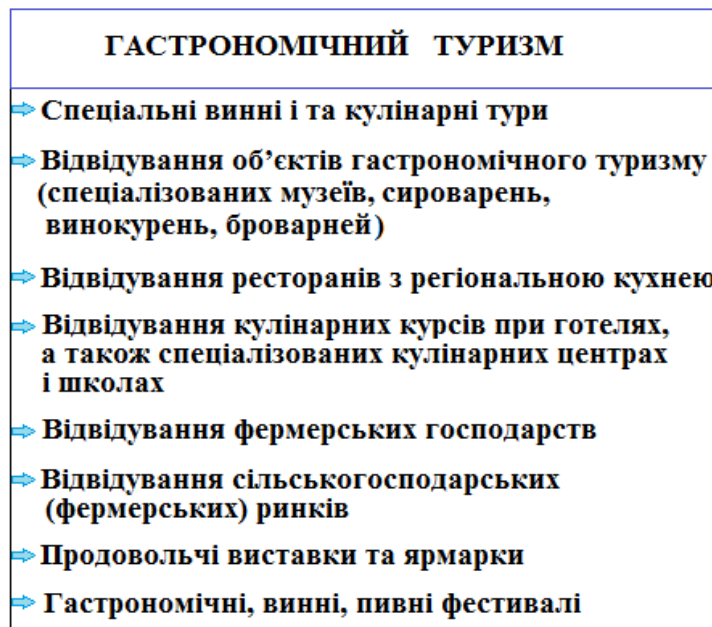 ГАСТРОНОМІЧНИЙ ТУРИЗМ
Спеціальні винні і та кулінарні тури
Відвідування об’єктів гастрономічного туризму
(спеціалізованих музеїв, сироварень,
винокурень, броварней)
Відвідування ресторанів з регіональною кухнею
Відвідування кулінарних курсів при готелях,
а також спеціалізованих кулінарних центрах
і школах
Відвідування фермерських господарств
Відвідування сільськогосподарських
(фермерських) ринків
Продовольчі виставки та ярмарки
Гастрономічні, винні, пивні фестивалі